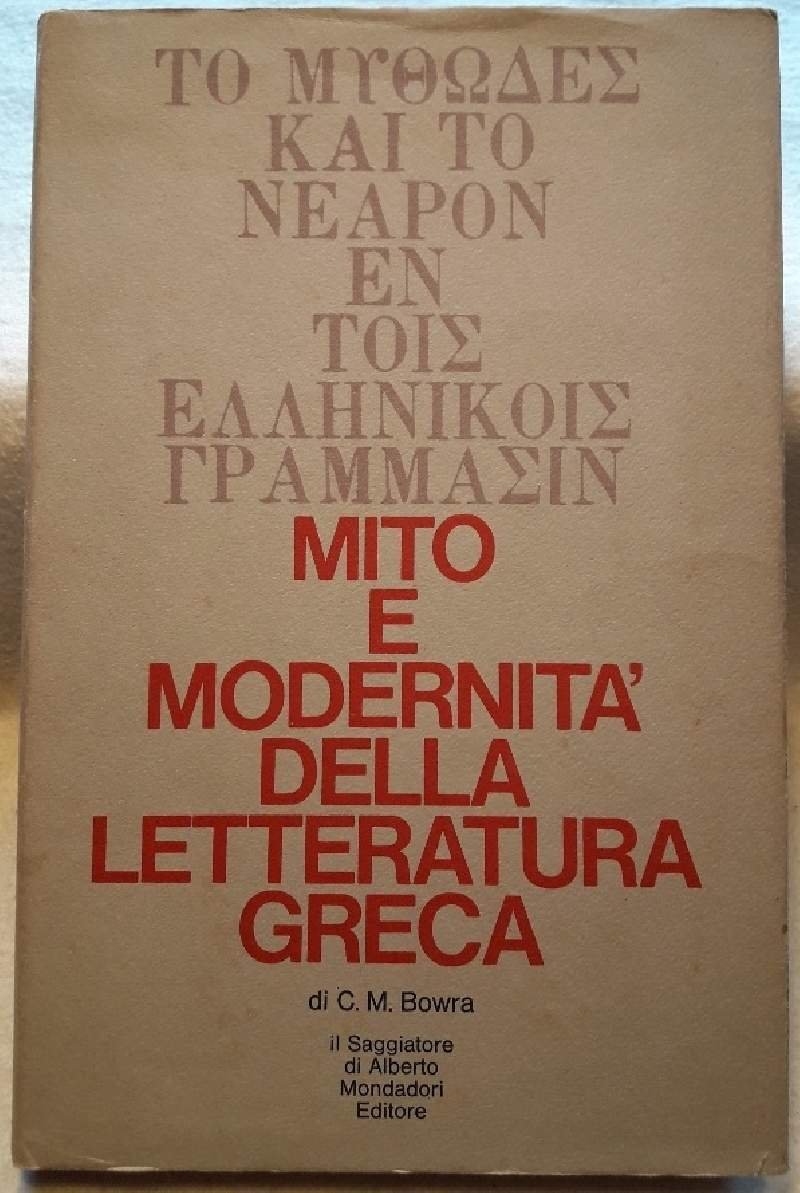 ΤΟ ΜΥΘΩΔΕΣ
ΚΑΙ ΤΟ
ΝΕΑΡΟΝ
ΕΝ
ΤΟΙΣ
ΕΛΛΗΝΙΚΟΙΣ
ΓΡΑΜΜΑΣΙΝ
MITO
E
MODERNITA'
DELLA
LETTERATURA
GRECA
di C. M. Bowra
il Saggiatore
di Alberto
Mondadori
Editore